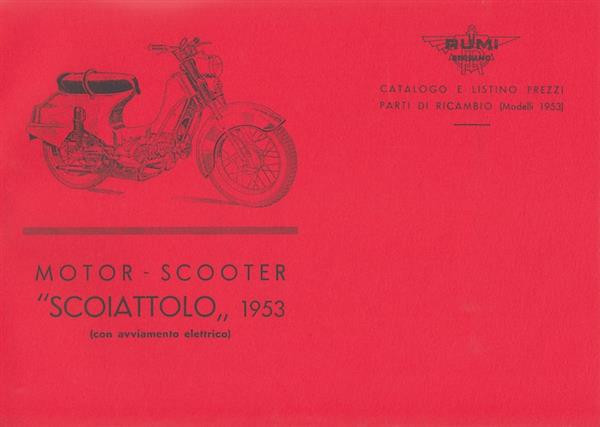 RUMI
BERGAMO
CATALOGO E LISTINO PREZZI
PARTI DI RICAMBIO (Modelli 1953)
MOTOR - SCOOTER
"SCOIATTOLO„ 1953
(con avviamento elettrico)